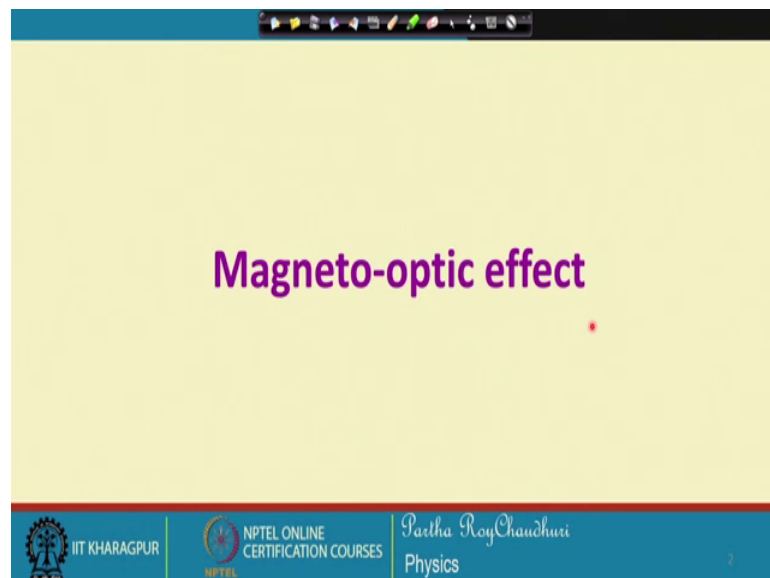 Magneto-optic effect
IIT KHARAGPUR
NPTEL
NPTEL ONLINE
CERTIFICATION COURSES
Partha RoyChaudhuri
Physics
2